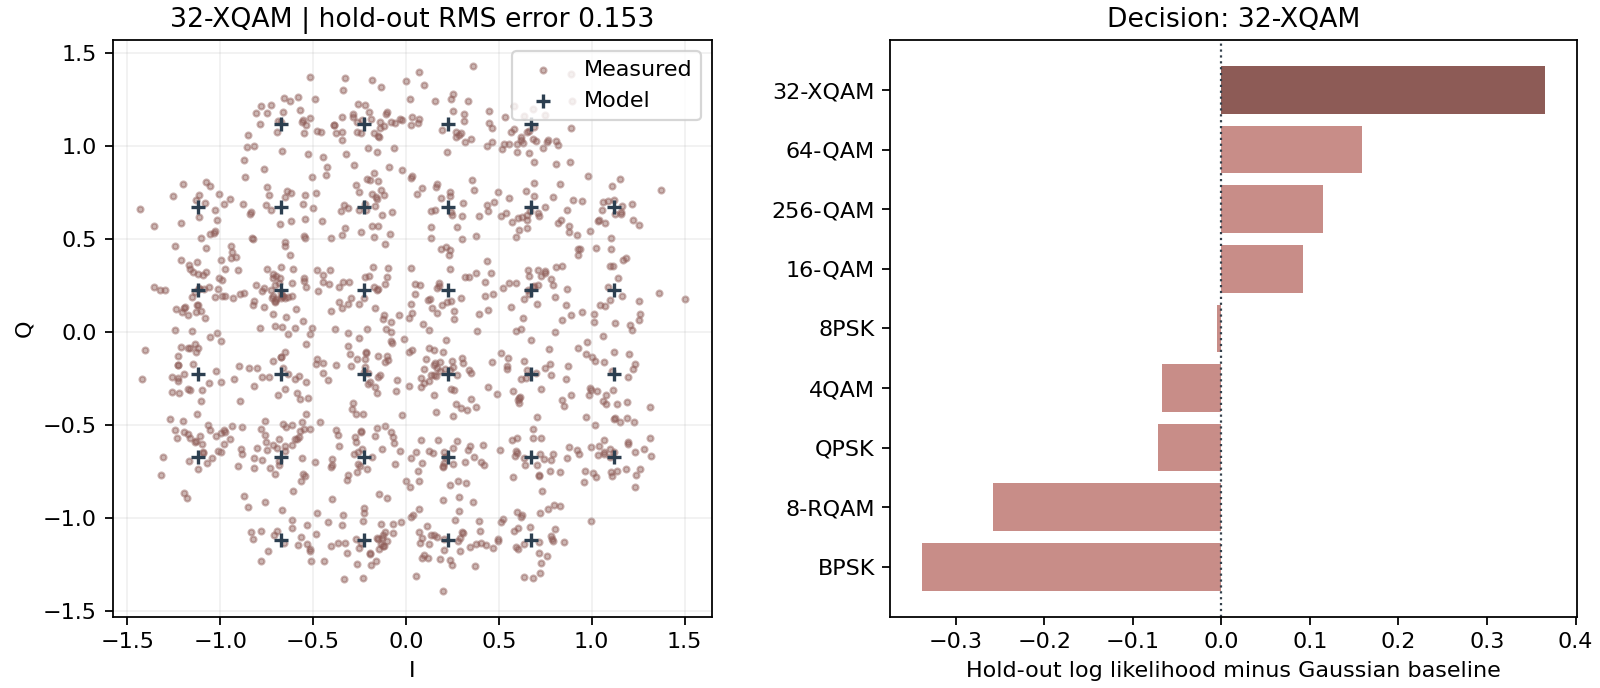 32-XQAM | hold-out RMS error 0.153
1.5
1.0
0.5
0.0
−0.5
−1.0
−1.5
Q
Measured
Model
−1.5
−1.0
−0.5
0.0
0.5
1.0
1.5
I
Decision: 32-XQAM
32-XQAM
64-QAM
256-QAM
16-QAM
8PSK
4QAM
QPSK
8-RQAM
BPSK
−0.3
−0.2
−0.1
0.0
0.1
0.2
0.3
0.4
Hold-out log likelihood minus Gaussian baseline